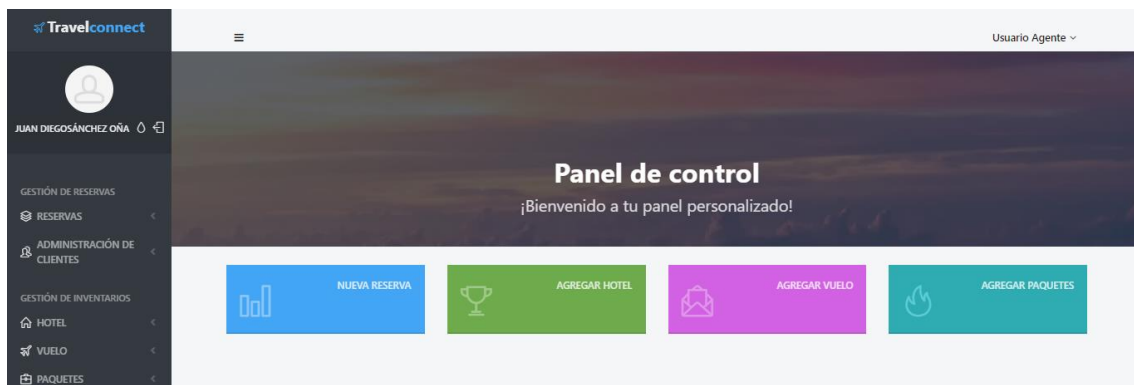 Travelconnect
Usuario Agente
JUAN DIEGOSÁNCHEZ OÑA
Panel de control
¡Bienvenido a tu panel personalizado!
GESTIÓN DE RESERVAS
RESERVAS
ADMINISTRACIÓN DE
CLIENTES
GESTIÓN DE INVENTARIOS
HOTEL
VUELO
PAQUETES
NUEVA RESERVA
AGREGAR HOTEL
AGREGAR VUELO
AGREGAR PAQUETES